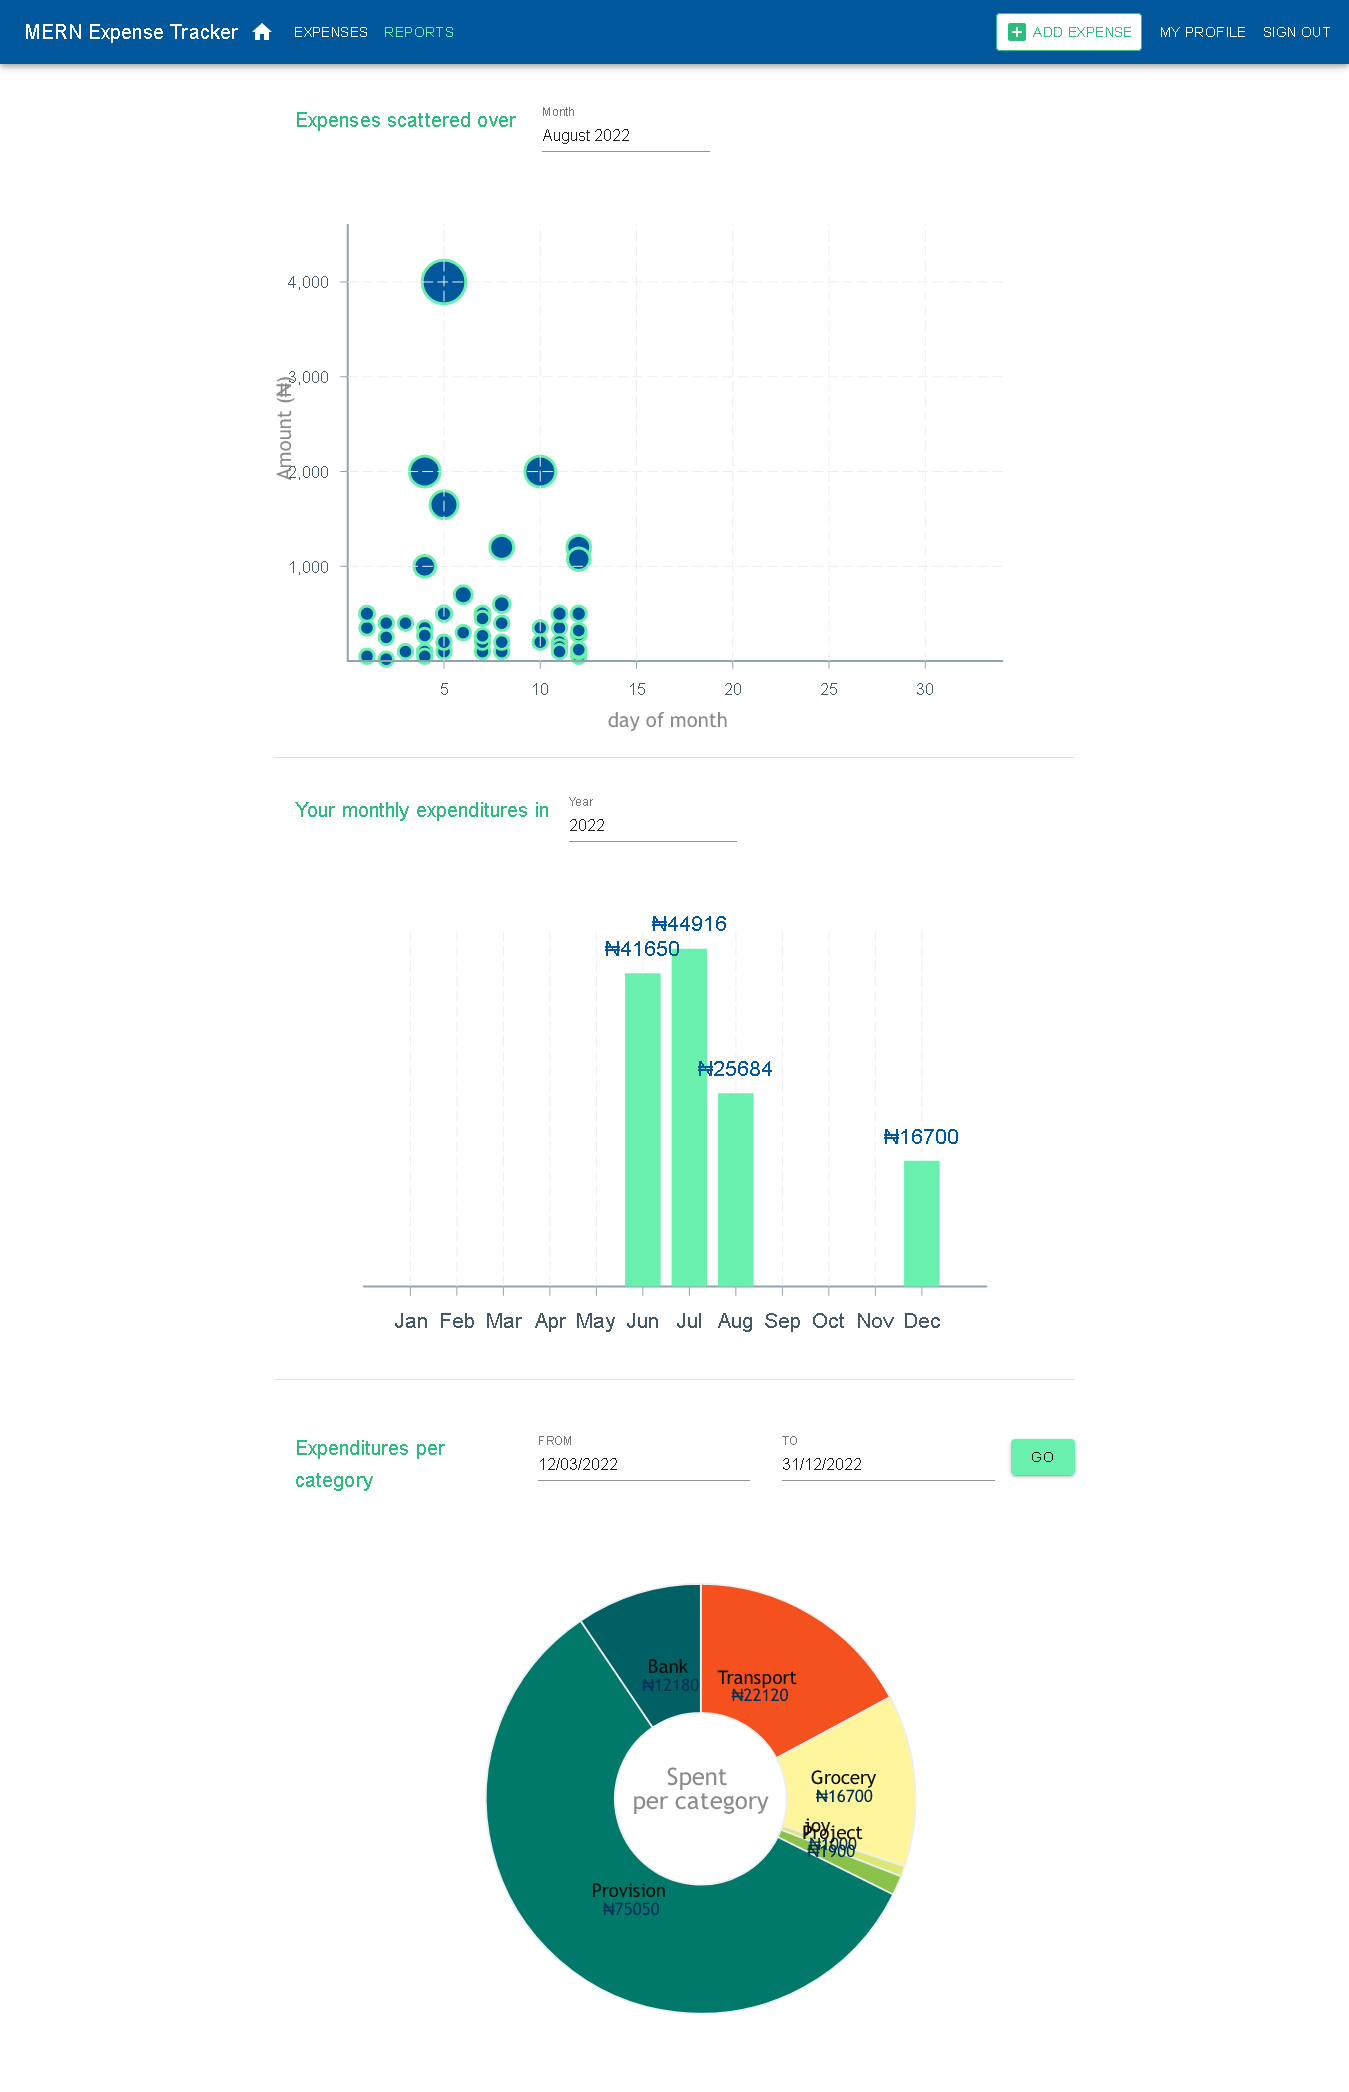 MERN Expense Tracker EXPENSES REPORTS ADD EXPENSE MY PROFILE SIGN OUT
Expenses scattered over
Month
August 2022
4,000
3,000
2,000
1,000
Amount (₦)
5 10 15 20 25 30
day of month
Your monthly expenditures in
Year
2022
₦44916
₦41650
₦25684
₦16700
Jan Feb Mar Apr May Jun Jul Aug Sep Oct Nov Dec
Expenditures per
category
FROM
12/03/2022
TO
31/12/2022
GO
Bank
₦12180
Transport
₦22120
Spent
per category
Grocery
₦16700
joy
Project
₦1000
₦1900
Provision
₦75050